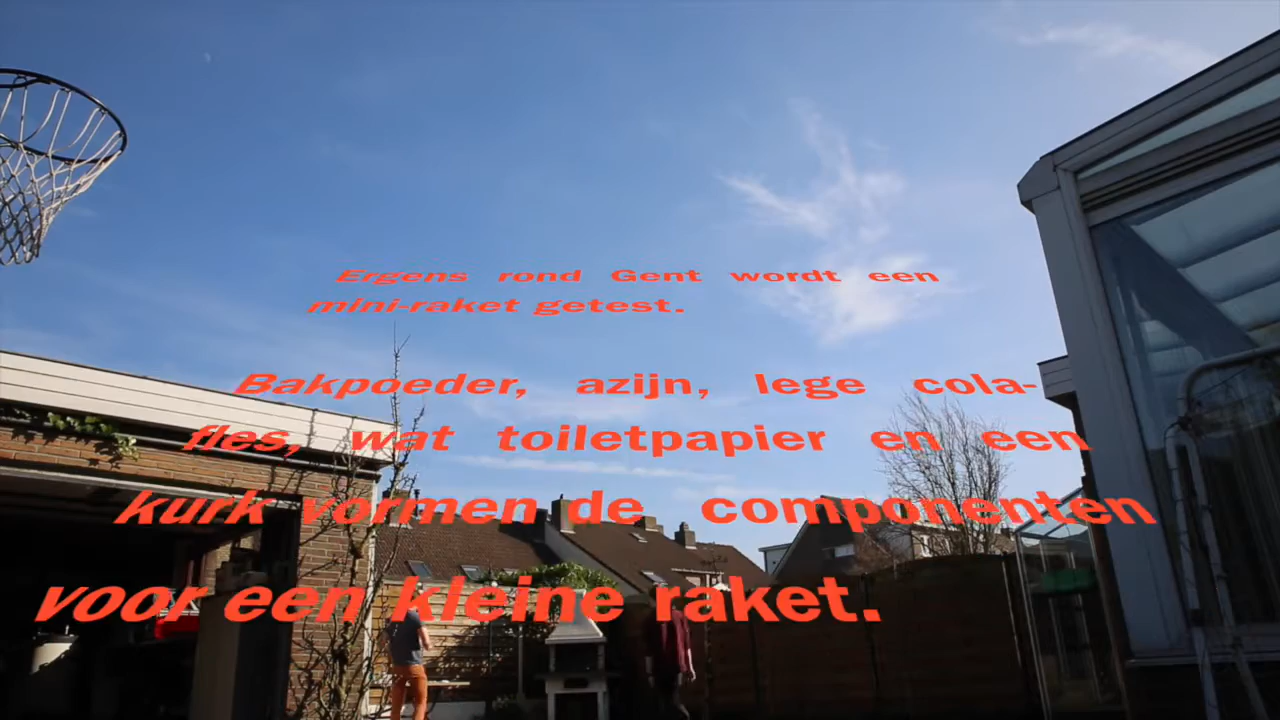 Ergens rond Gent wordt een
mini-raket getest.
Bakpoeder, azijn, lege cola-
fles, wat toiletpapier en een
kurk vormen de componenten
voor een kleine raket.